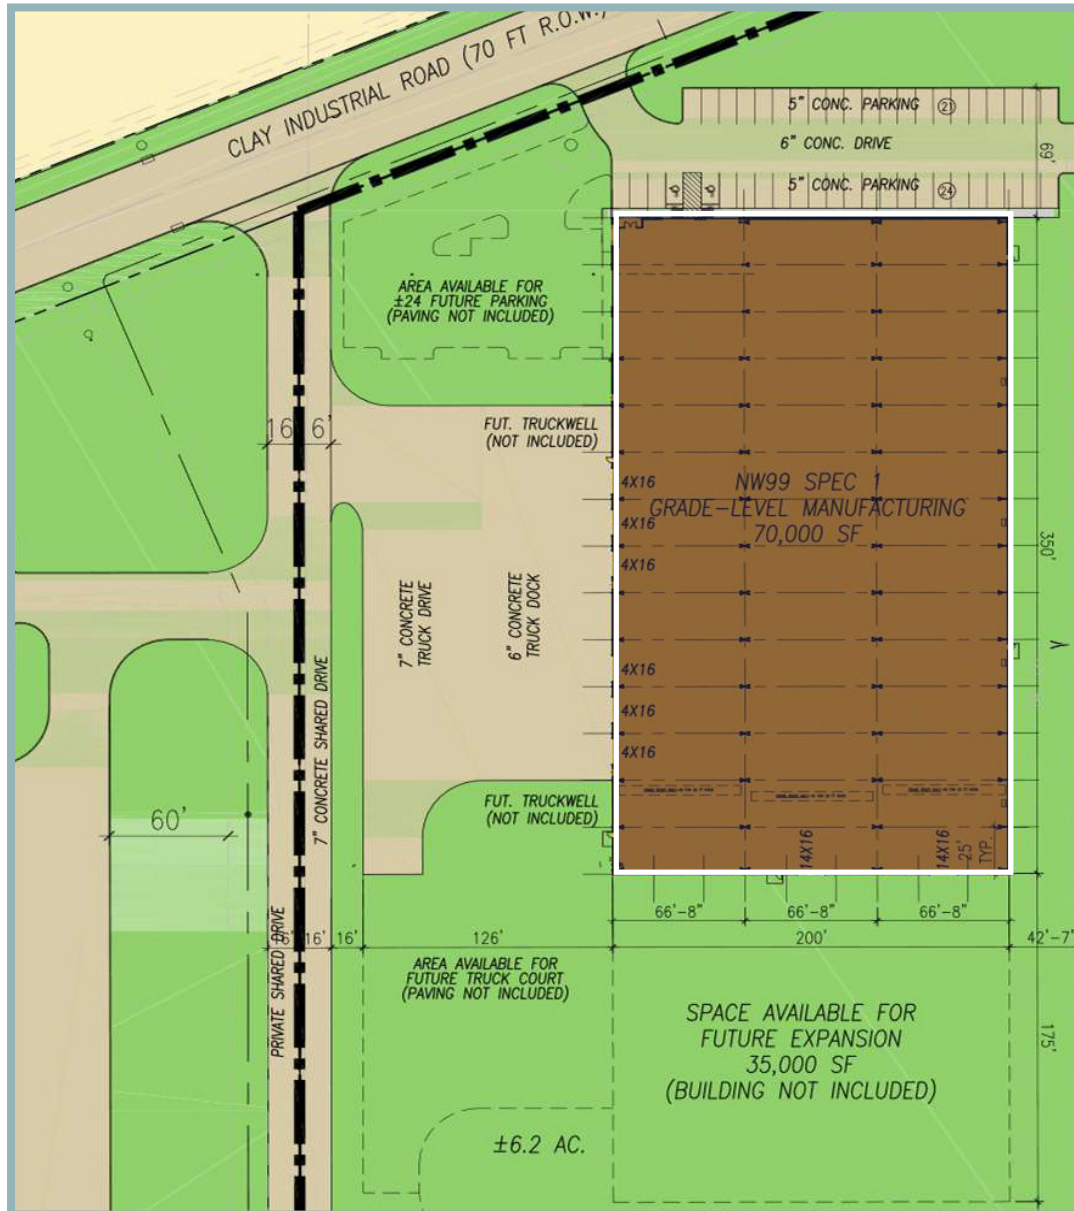 CLAY INDUSTRIAL ROAD (70 FT R.O.W.)
5" CONC. PARKING 21
6" CONC. DRIVE
69'
5" CONC. PARKING 24
AREA AVAILABLE FOR
±24 FUTURE PARKING
(PAVING NOT INCLUDED)
16'
FUT. TRUCKWELL
(NOT INCLUDED)
4X16
4X16
4X16
NW99 SPEC 1
GRADE-LEVEL MANUFACTURING
70,000 SF
350'
7" CONCRETE
TRUCK DRIVE
6" CONCRETE
TRUCK DOCK
4X16
4X16
4X16
7" CONCRETE SHARED DRIVE
60'
FUT. TRUCKWELL
(NOT INCLUDED)
14X16
14X16
25'
TYP.
66'-8"
66'-8"
66'-8"
PRIVATE SHARED DRIVE
16'
16'
126'
200'
42'-7"
AREA AVAILABLE FOR
FUTURE TRUCK COURT
(PAVING NOT INCLUDED)
SPACE AVAILABLE FOR
FUTURE EXPANSION
35,000 SF
(BUILDING NOT INCLUDED)
175'
±6.2 AC.